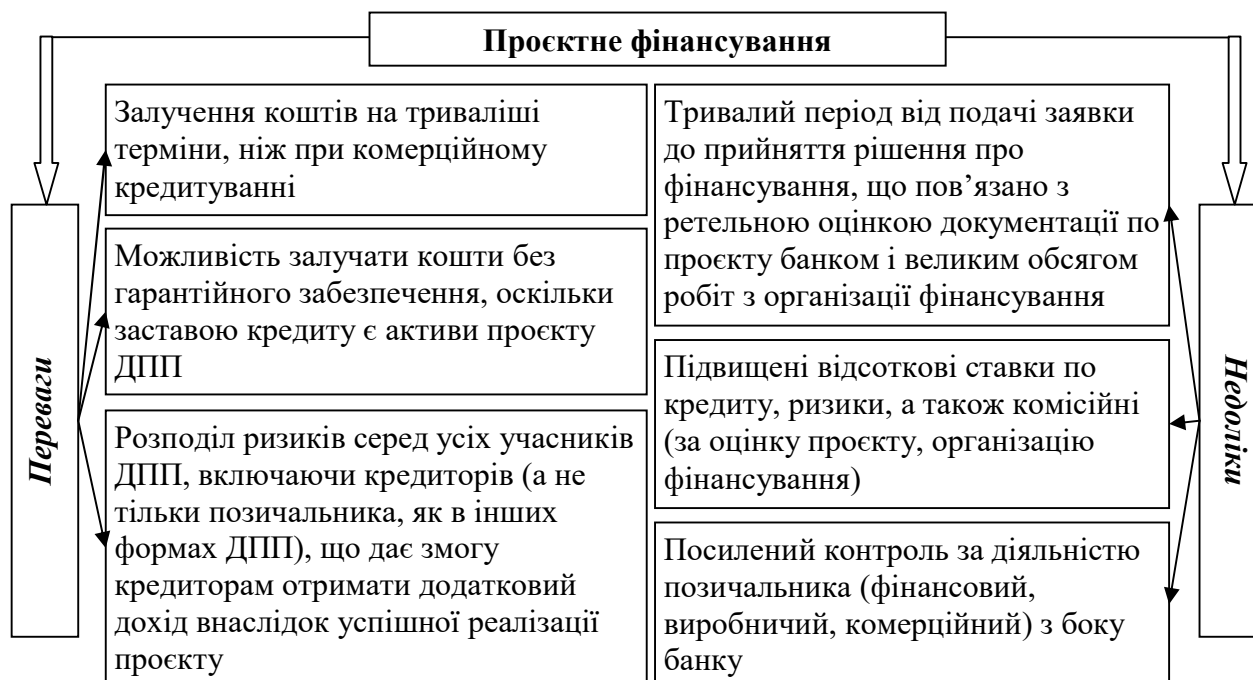 Проєктне фінансування
Переваги
Залучення коштів на триваліші
терміни, ніж при комерційному
кредитуванні
Можливість залучати кошти без
гарантійного забезпечення, оскільки
заставою кредиту є активи проєкту
ДПП
Розподіл ризиків серед усіх учасників
ДПП, включаючи кредиторів (а не
тільки позичальника, як в інших
формах ДПП), що дає змогу
кредиторам отримати додатковий
дохід внаслідок успішної реалізації
проєкту
Недоліки
Тривалий період від подачі заявки
до прийняття рішення про
фінансування, що пов’язано з
ретельною оцінкою документації по
проєкту банком і великим обсягом
робіт з організації фінансування
Підвищені відсоткові ставки по
кредиту, ризики, а також комісійні
(за оцінку проєкту, організацію
фінансування)
Посилений контроль за діяльністю
позичальника (фінансовий,
виробничий, комерційний) з боку
банку